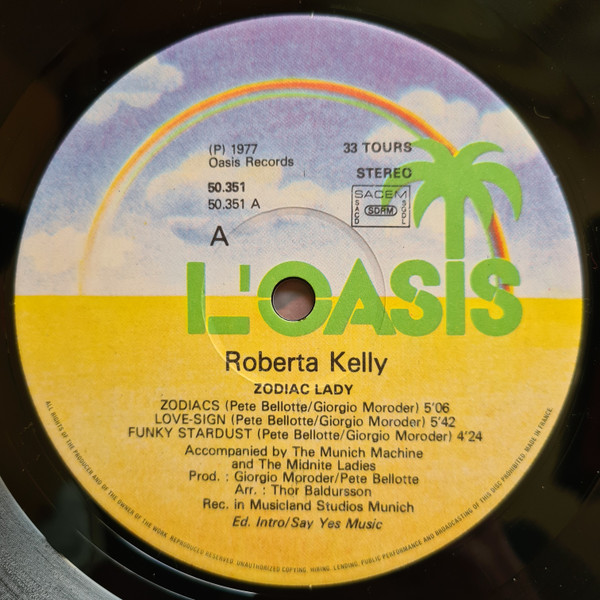 (P) 1977
Oasis Records
33 TOURS
STEREO
50.351
50.351 A
SACEM
SACD
SDRM
SGDL
A
L'OASIS
Roberta Kelly
ZODIAC LADY
ZODIACS (Pete Bellotte/Giorgio Moroder) 5'06
LOVE-SIGN (Pete Bellotte/Giorgio Moroder) 5'42
FUNKY STARDUST (Pete Bellotte/Giorgio Moroder) 4'24
Accompanied by The Munich Machine
and The Midnite Ladies
Prod. : Giorgio Moroder/Pete Bellotte
Arr. : Thor Baldursson
Rec. in Musicland Studios Munich
Ed. Intro/Say Yes Music
ALL RIGHTS OF THE PRODUCER AND OF THE OWNER OF THE WORK REPRODUCED RESERVED. UNAUTHORIZED COPYING. HIRING. LENDING, PUBLIC PERFORMANCE AND BROADCASTING OF THIS DISC PROHIBITED. MADE IN FRANCE.